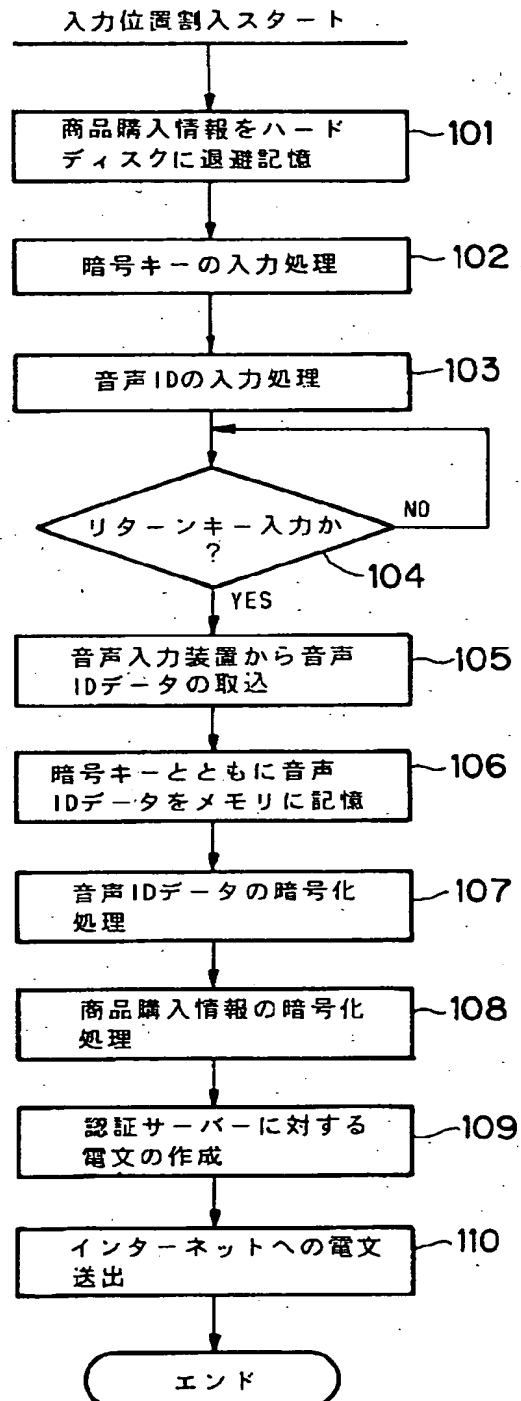 入力位置割入スタート
商品購入情報をハード
ディスクに退避記憶
101
暗号キーの入力処理
102
音声IDの入力処理
103
リターンキー入力か
?
NO
104
YES
音声入力装置から音声
IDデータの取込
105
暗号キーとともに音声
IDデータをメモリに記憶
106
音声IDデータの暗号化
処理
107
商品購入情報の暗号化
処理
108
認証サーバーに対する
電文の作成
109
インターネットへの電文
送出
110
エンド